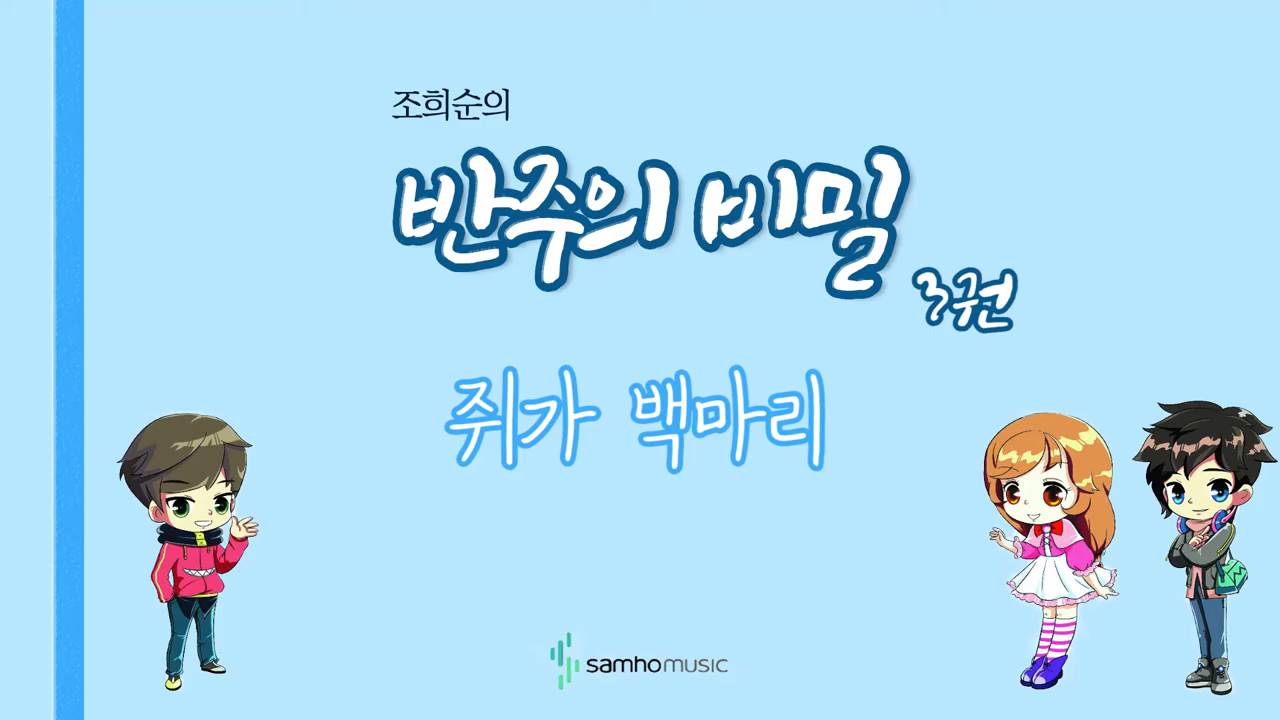 조희순의
반주의 비밀
3권
쥐가 백마리
samhomusic